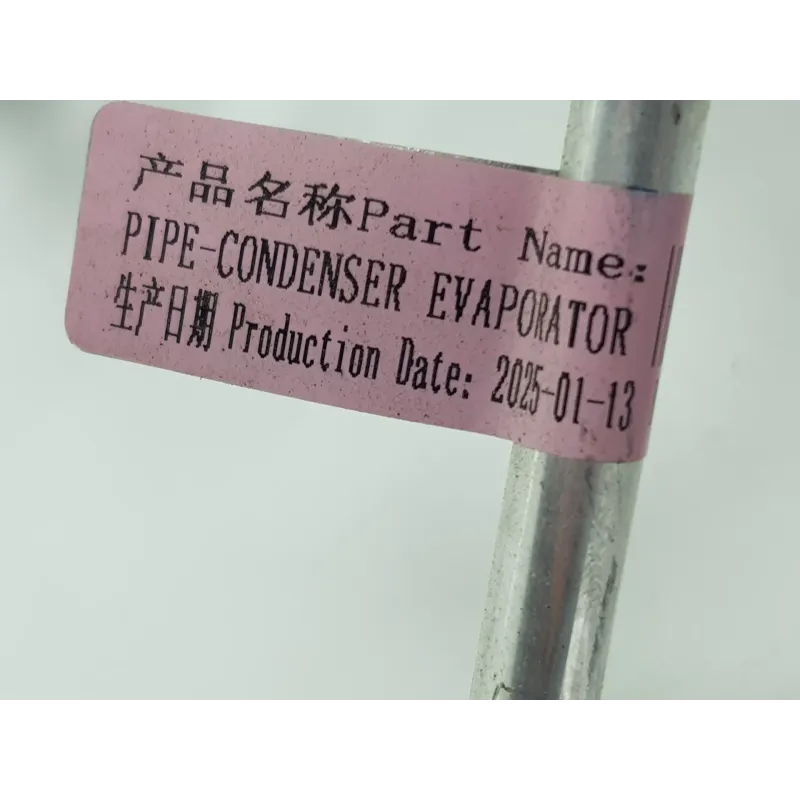 产品名称Part Name:
PIPE-CONDENSER EVAPORATOR
生产日期 Production Date: 2025-01-13